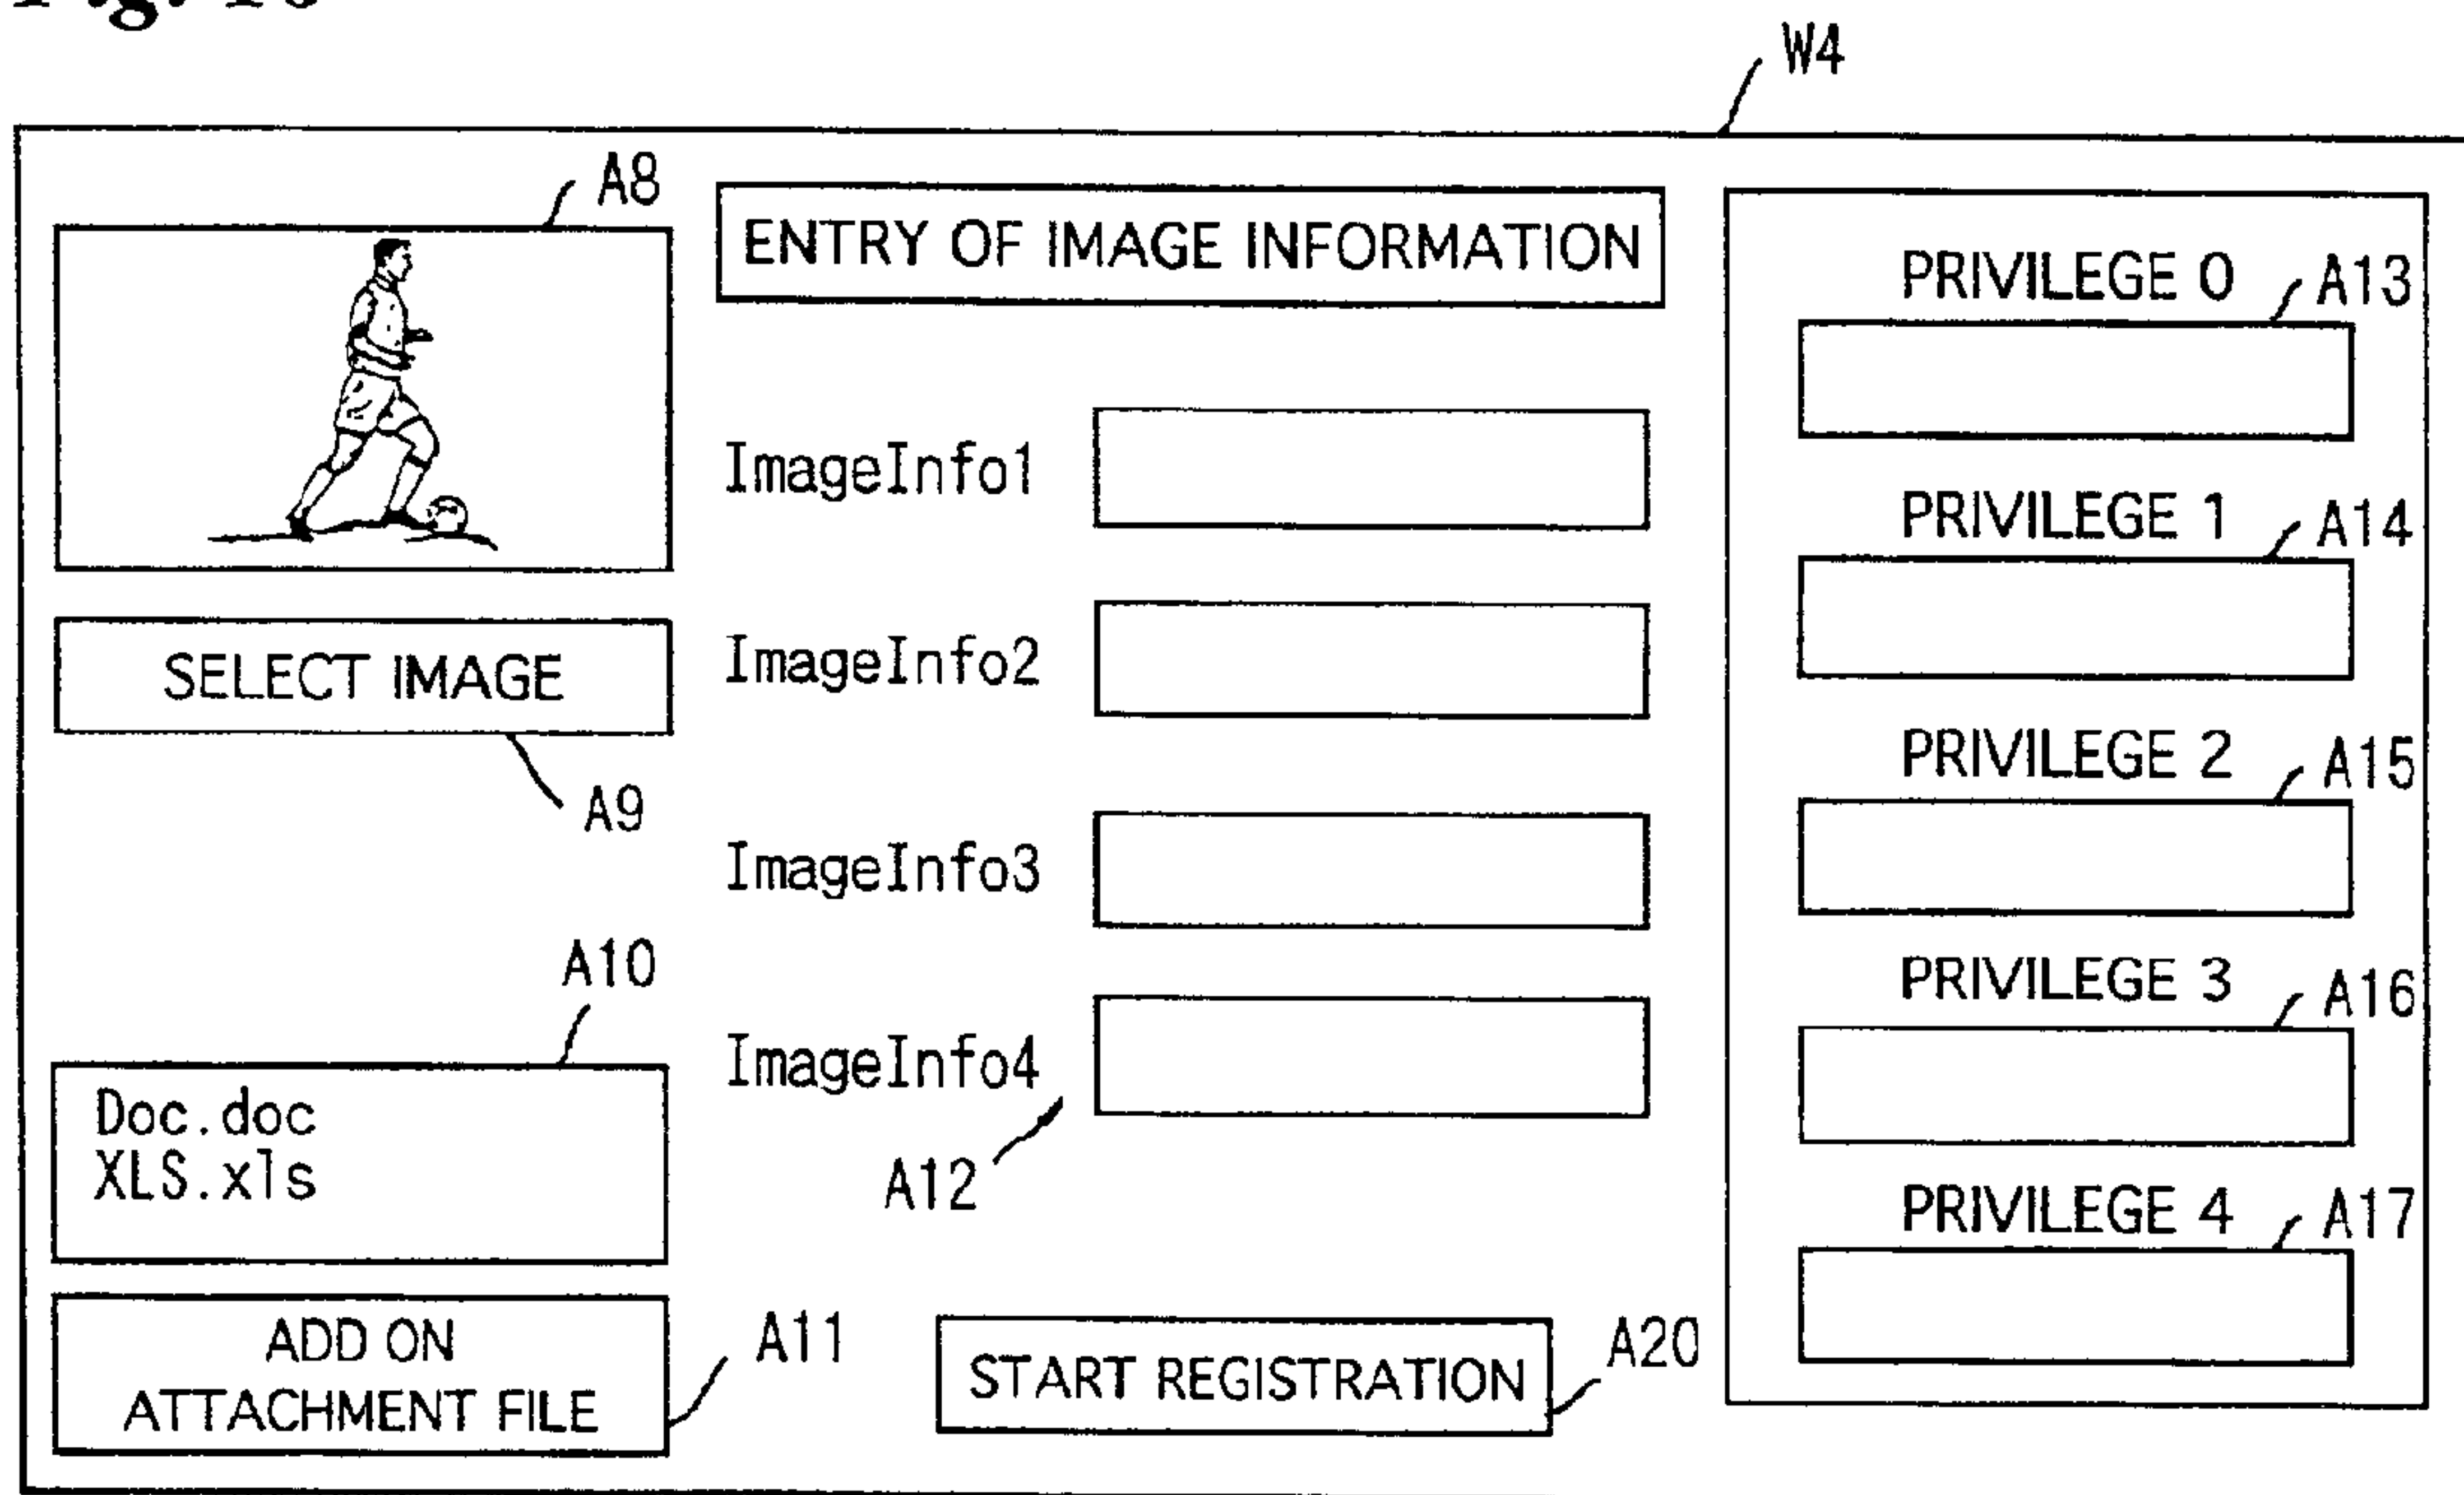 W4
A8
ENTRY OF IMAGE INFORMATION
SELECT IMAGE
A9
A10
Doc.doc
XLS.xls
ADD ON
ATTACHMENT FILE
A11
ImageInfo1
ImageInfo2
ImageInfo3
ImageInfo4
A12
START REGISTRATION
A20
PRIVILEGE 0
A13
PRIVILEGE 1
A14
PRIVILEGE 2
A15
PRIVILEGE 3
A16
PRIVILEGE 4
A17